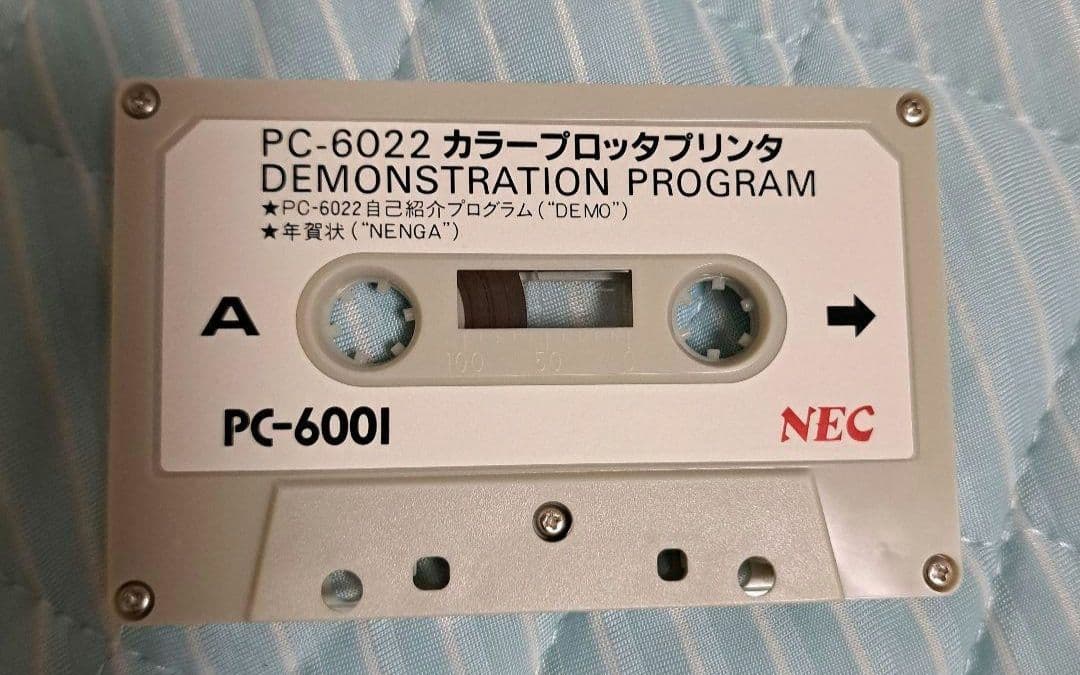 PC-6022 カラープロッタプリンタ
DEMONSTRATION PROGRAM
★PC-6022自己紹介プログラム(“DEMO”)
★年賀状(“NENGA”)
A
100 50 0
PC-6001
NEC